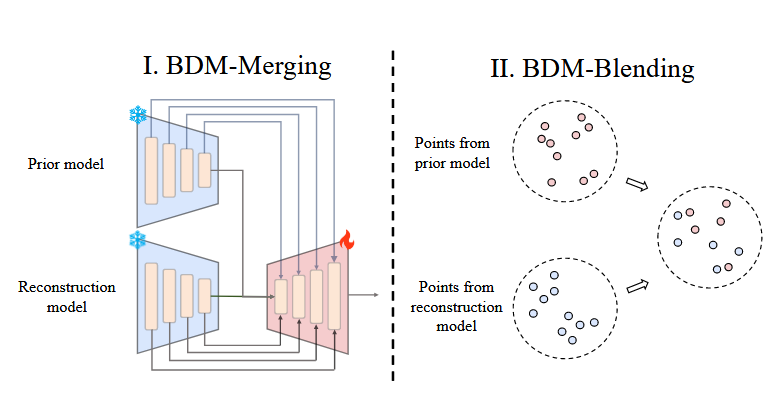 I. BDM-Merging
Prior model
Reconstruction
model
II. BDM-Blending
Points from
prior model
Points from
reconstruction
model